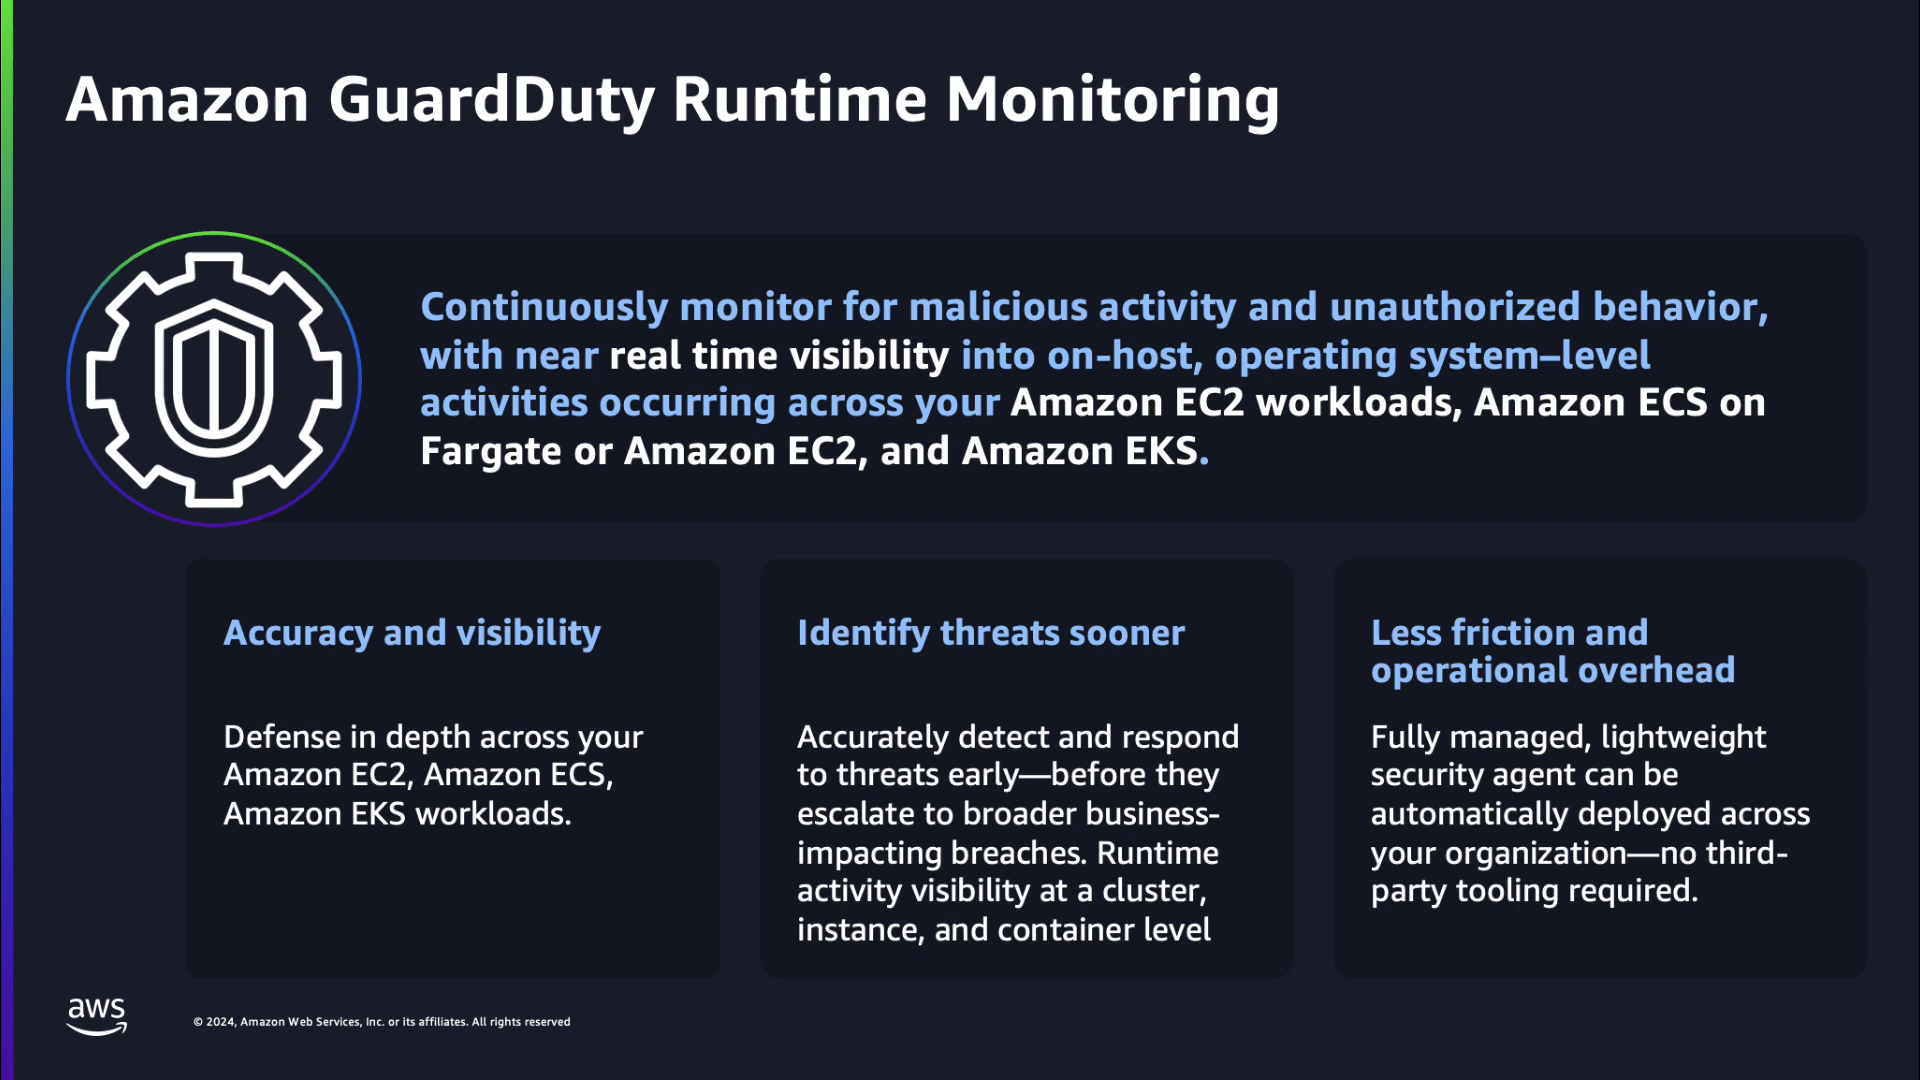 Amazon GuardDuty Runtime Monitoring
Continuously monitor for malicious activity and unauthorized behavior,
with near real time visibility into on-host, operating system–level
activities occurring across your Amazon EC2 workloads, Amazon ECS on
Fargate or Amazon EC2, and Amazon EKS.
Accuracy and visibility
Defense in depth across your
Amazon EC2, Amazon ECS,
Amazon EKS workloads.
Identify threats sooner
Accurately detect and respond
to threats early—before they
escalate to broader business-
impacting breaches. Runtime
activity visibility at a cluster,
instance, and container level
Less friction and
operational overhead
Fully managed, lightweight
security agent can be
automatically deployed across
your organization—no third-
party tooling required.
aws
© 2024, Amazon Web Services, Inc. or its affiliates. All rights reserved